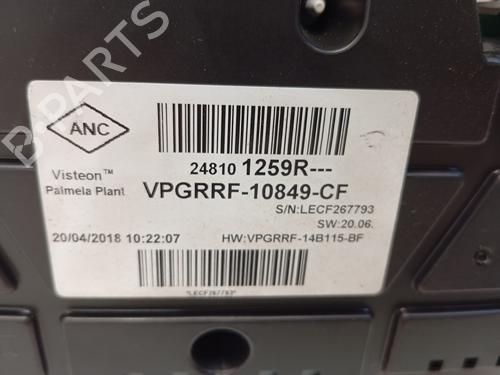 B-PARTS
ANC
24810 1259R---
Visteon™
Palmela Plant
VPGRRF-10849-CF
S/N:LECF267793
SW:20.06.
20/04/2018 10:22:07
HW:VPGRRF-14B115-BF
*LECF267793*